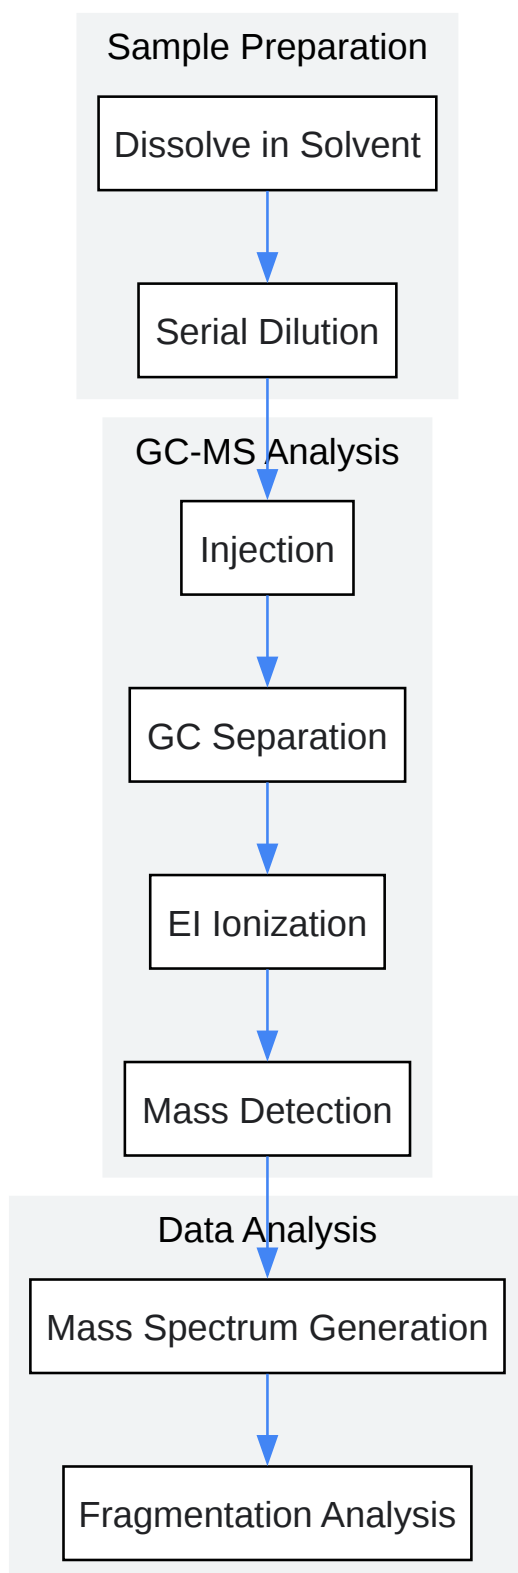 Sample Preparation
Dissolve in Solvent
Serial Dilution
GC-MS Analysis
Injection
GC Separation
EI Ionization
Mass Detection
Data Analysis
Mass Spectrum Generation
Fragmentation Analysis